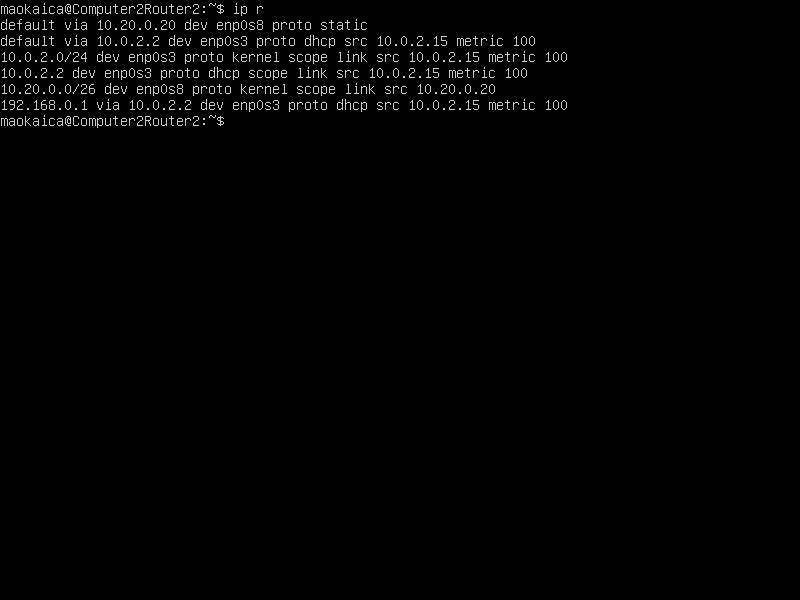 maokaica@Computer2Router2:~$ ip r
default via 10.20.0.20 dev enp0s8 proto static
default via 10.0.2.2 dev enp0s3 proto dhcp src 10.0.2.15 metric 100
10.0.2.0/24 dev enp0s3 proto kernel scope link src 10.0.2.15 metric 100
10.0.2.2 dev enp0s3 proto dhcp scope link src 10.0.2.15 metric 100
10.20.0.0/26 dev enp0s8 proto kernel scope link src 10.20.0.20
192.168.0.1 via 10.0.2.2 dev enp0s3 proto dhcp src 10.0.2.15 metric 100
maokaica@Computer2Router2:~$